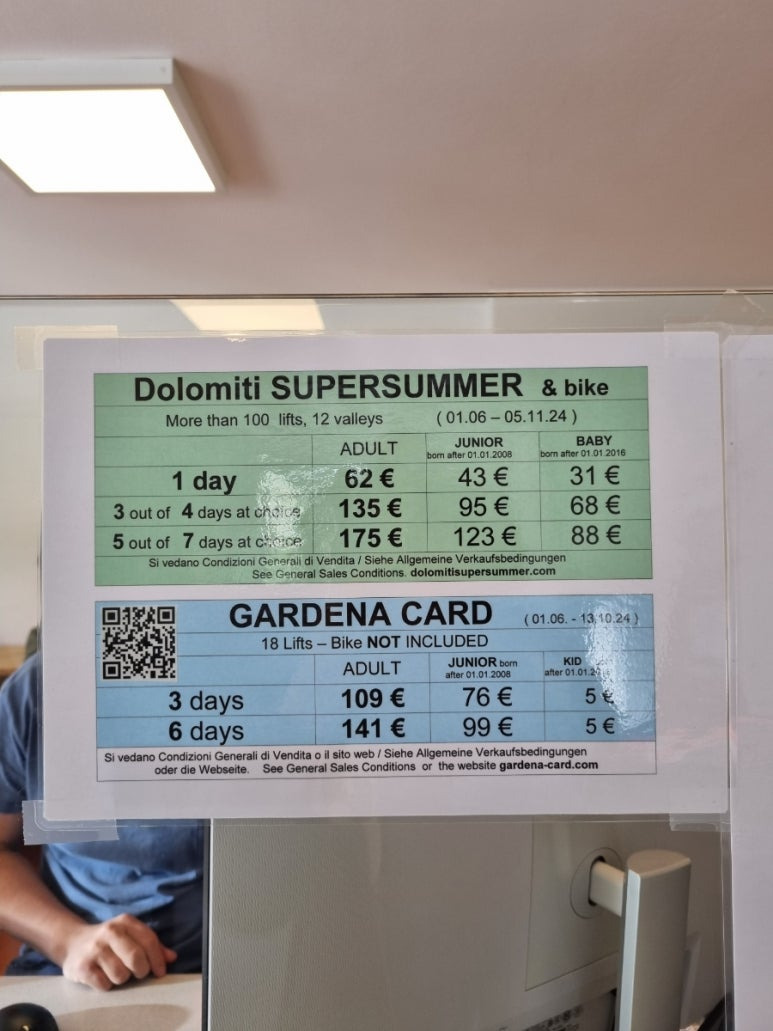 Dolomiti SUPERSUMMER & bike
More than 100 lifts, 12 valleys ( 01.06 – 05.11.24 )
ADULT JUNIOR born after 01.01.2008 BABY born after 01.01.2016
1 day 62 € 43 € 31 €
3 out of 4 days at choice 135 € 95 € 68 €
5 out of 7 days at choice 175 € 123 € 88 €
Si vedano Condizioni Generali di Vendita / Siehe Allgemeine Verkaufsbedingungen
See General Sales Conditions. dolomitisupersummer.com
GARDENA CARD ( 01.06. - 13.10.24 )
18 Lifts – Bike NOT INCLUDED
ADULT JUNIOR born after 01.01.2008 KID after
3 days 109 € 76 € 5 €
6 days 141 € 99 € 5 €
Si vedano Condizioni Generali di Vendita o il sito web / Siehe Allgemeine Verkaufsbedingungen
oder die Webseite. See General Sales Conditions or the website gardena-card.com